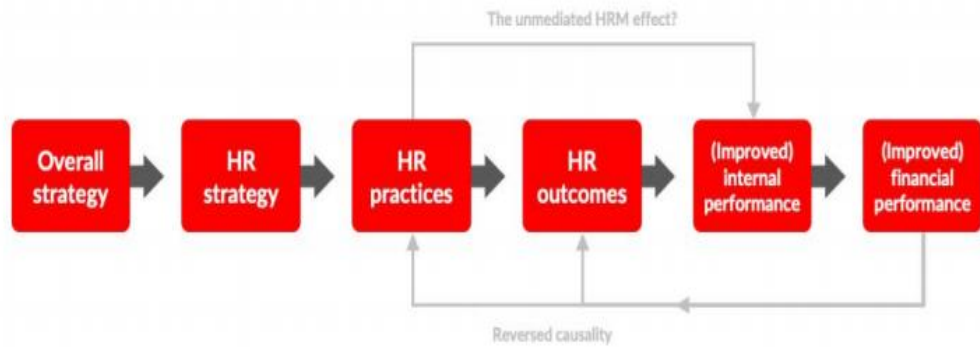 The unmediated HRM effect?
Overall
strategy
HR
strategy
HR
practices
HR
outcomes
(Improved)
internal
performance
(Improved)
financial
performance
Reversed causality